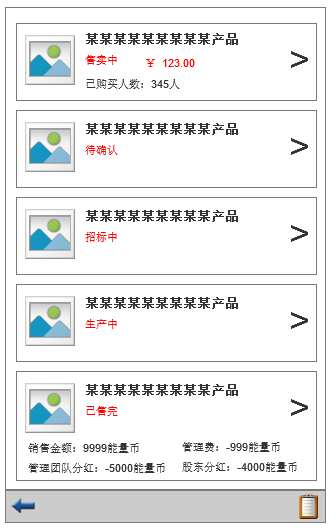 某某某某某某某某某产品
售卖中 ¥ 123.00
已购买人数：345人
>
某某某某某某某某某产品
待确认
>
某某某某某某某某某产品
招标中
>
某某某某某某某某某产品
生产中
>
某某某某某某某某某产品
已售完
>
销售金额：9999能量币 管理费：-999能量币
管理团队分红：-5000能量币 股东分红：-4000能量币